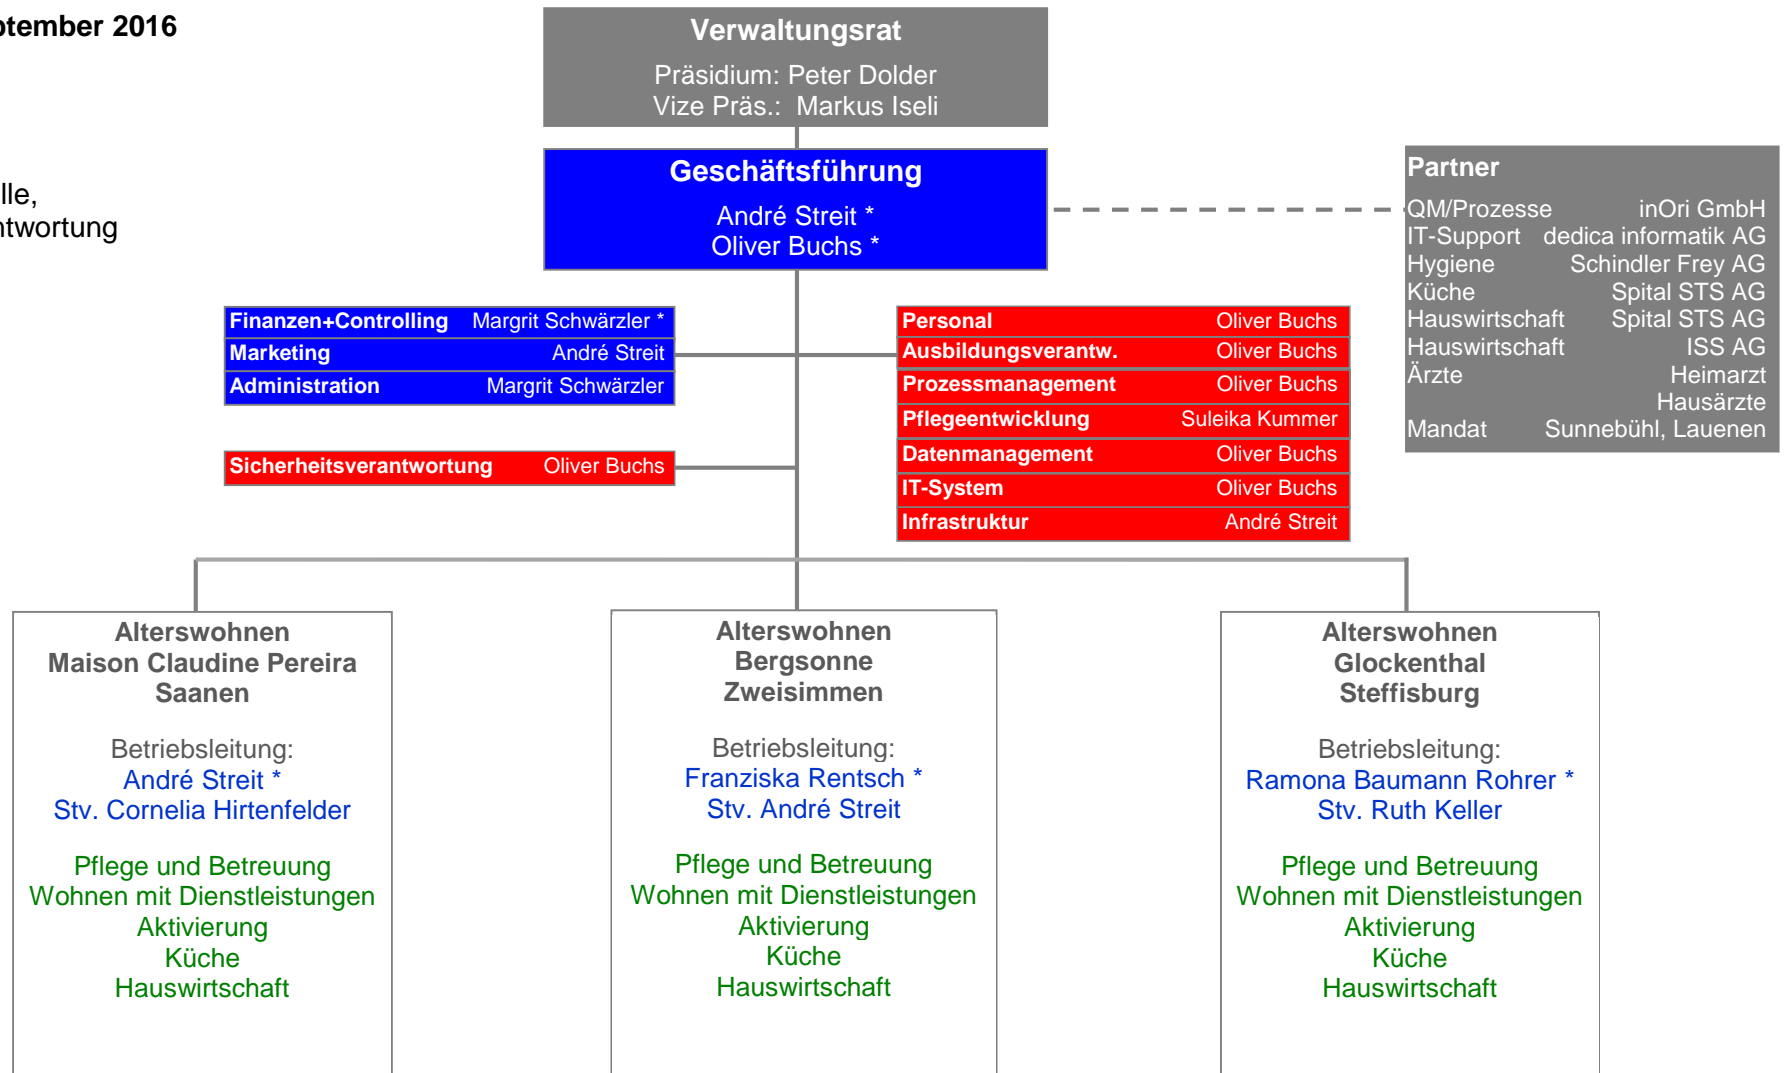 ptember 2016
lle,
ntwortung
Verwaltungsrat
Präsidium: Peter Dolder
Vize Präs.: Markus Iseli
Geschäftsführung
André Streit *
Oliver Buchs *
Partner
QM/Prozesse inOri GmbH
IT-Support dedica informatik AG
Hygiene Schindler Frey AG
Küche Spital STS AG
Hauswirtschaft Spital STS AG
Hauswirtschaft ISS AG
Ärzte Heimarzt
Hausärzte
Mandat Sunnebühl, Lauenen
Finanzen+Controlling Margrit Schwärzler *
Marketing André Streit
Administration Margrit Schwärzler
Sicherheitsverantwortung Oliver Buchs
Personal Oliver Buchs
Ausbildungsverantw. Oliver Buchs
Prozessmanagement Oliver Buchs
Pflegeentwicklung Suleika Kummer
Datenmanagement Oliver Buchs
IT-System Oliver Buchs
Infrastruktur André Streit
Alterswohnen
Maison Claudine Pereira
Saanen
Betriebsleitung:
André Streit *
Stv. Cornelia Hirtenfelder
Pflege und Betreuung
Wohnen mit Dienstleistungen
Aktivierung
Küche
Hauswirtschaft
Alterswohnen
Bergsonne
Zweisimmen
Betriebsleitung:
Franziska Rentsch *
Stv. André Streit
Pflege und Betreuung
Wohnen mit Dienstleistungen
Aktivierung
Küche
Hauswirtschaft
Alterswohnen
Glockenthal
Steffisburg
Betriebsleitung:
Ramona Baumann Rohrer *
Stv. Ruth Keller
Pflege und Betreuung
Wohnen mit Dienstleistungen
Aktivierung
Küche
Hauswirtschaft